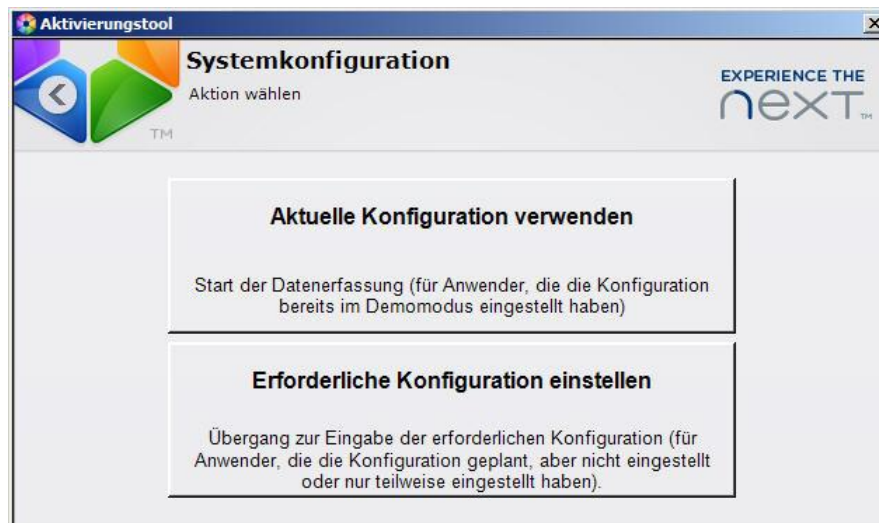 Aktivierungstool
Systemkonfiguration
Aktion wählen
TM
EXPERIENCE THE
next™
Aktuelle Konfiguration verwenden
Start der Datenerfassung (für Anwender, die die Konfiguration
bereits im Demomodus eingestellt haben)
Erforderliche Konfiguration einstellen
Übergang zur Eingabe der erforderlichen Konfiguration (für
Anwender, die die Konfiguration geplant, aber nicht eingestellt
oder nur teilweise eingestellt haben).